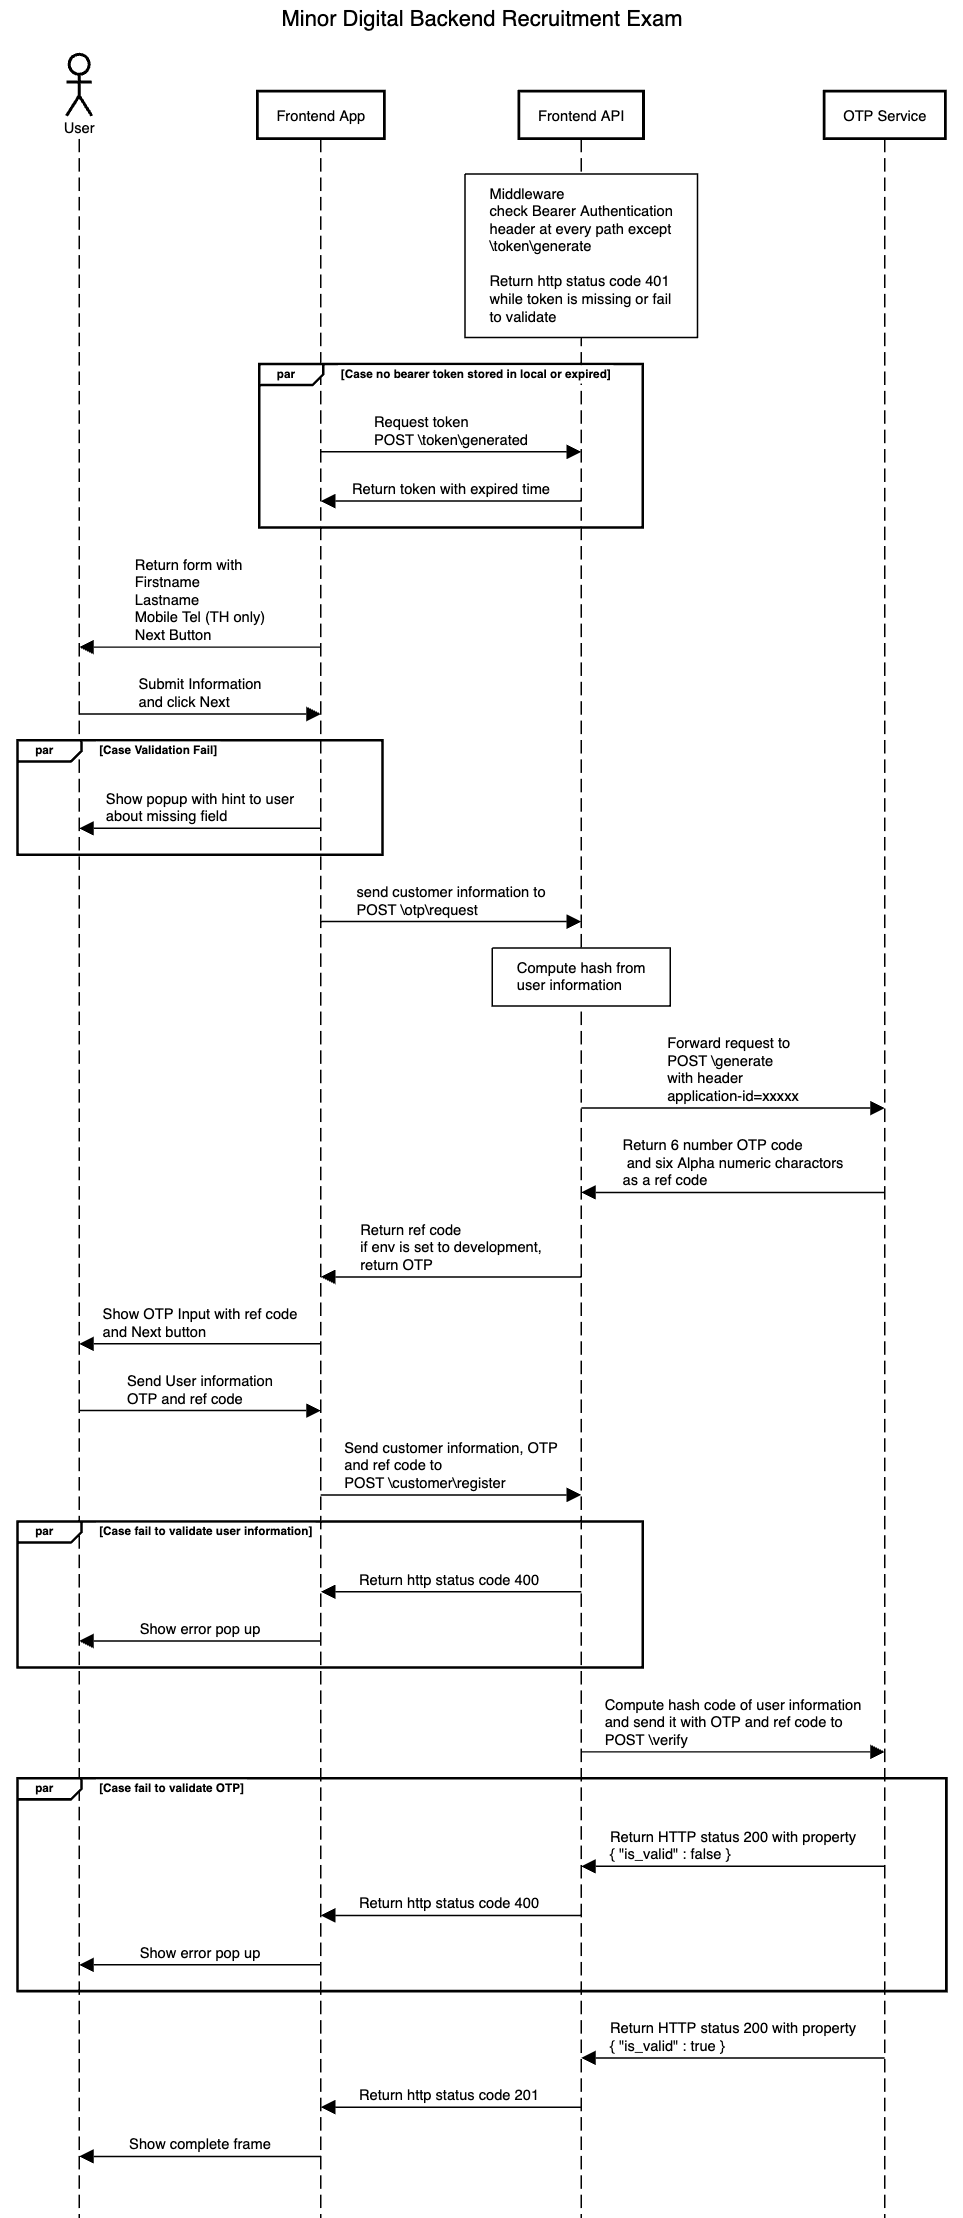 Minor Digital Backend Recruitment Exam
User
Frontend App
Frontend API
OTP Service
Middleware
check Bearer Authentication
header at every path except
\token\generate
Return http status code 401
while token is missing or fail
to validate
par
[Case no bearer token stored in local or expired]
Request token
POST \token\generated
Return token with expired time
Return form with
Firstname
Lastname
Mobile Tel (TH only)
Next Button
Submit Information
and click Next
par
[Case Validation Fail]
Show popup with hint to user
about missing field
send customer information to
POST \otp\request
Compute hash from
user information
Forward request to
POST \generate
with header
application-id=xxxxx
Return 6 number OTP code
and six Alpha numeric charactors
as a ref code
Return ref code
if env is set to development,
return OTP
Show OTP Input with ref code
and Next button
Send User information
OTP and ref code
Send customer information, OTP
and ref code to
POST \customer\register
par
[Case fail to validate user information]
Return http status code 400
Show error pop up
Compute hash code of user information
and send it with OTP and ref code to
POST \verify
par
[Case fail to validate OTP]
Return HTTP status 200 with property
{ "is_valid" : false }
Return http status code 400
Show error pop up
Return HTTP status 200 with property
{ "is_valid" : true }
Return http status code 201
Show complete frame